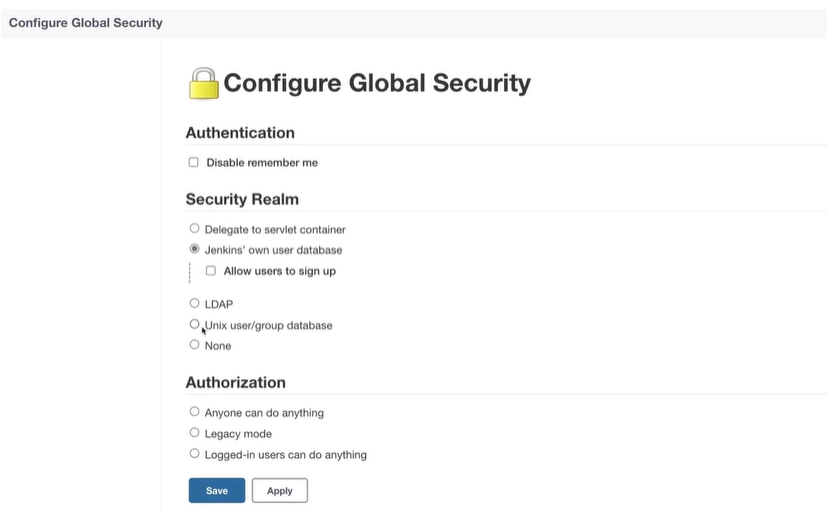 Configure Global Security
Configure Global Security
Authentication
Disable remember me
Security Realm
Delegate to servlet container
Jenkins' own user database
Allow users to sign up
LDAP
Unix user/group database
None
Authorization
Anyone can do anything
Legacy mode
Logged-in users can do anything
Save Apply